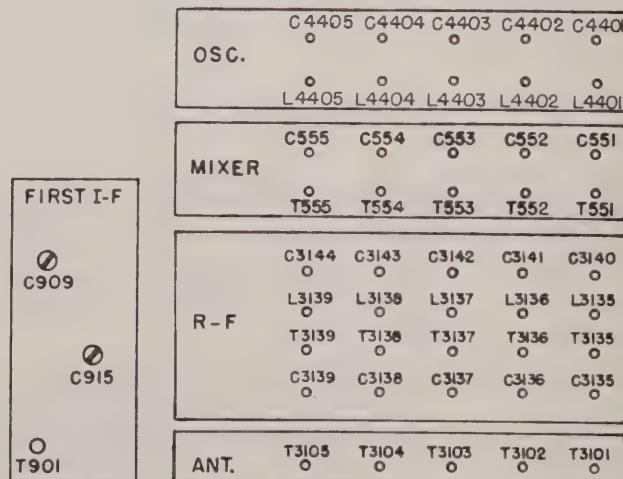 C4405 C4404 C4403 C4402
OSC.
L4405 L4404 L4403 L4402 L4401
C555 C554 C553 C552 C551
MIXER
T555 T554 T553 T552 T551
FIRST I-F
C909
C915
T901
C3144 C3143 C3142 C3141 C3140
L3139 L3138 L3137 L3136 L3135
R-F
T3139 T3138 T3137 T3136 T3135
C3139 C3138 C3137 C3136 C3135
T3105 T3104 T3103 T3102 T3101
ANT.